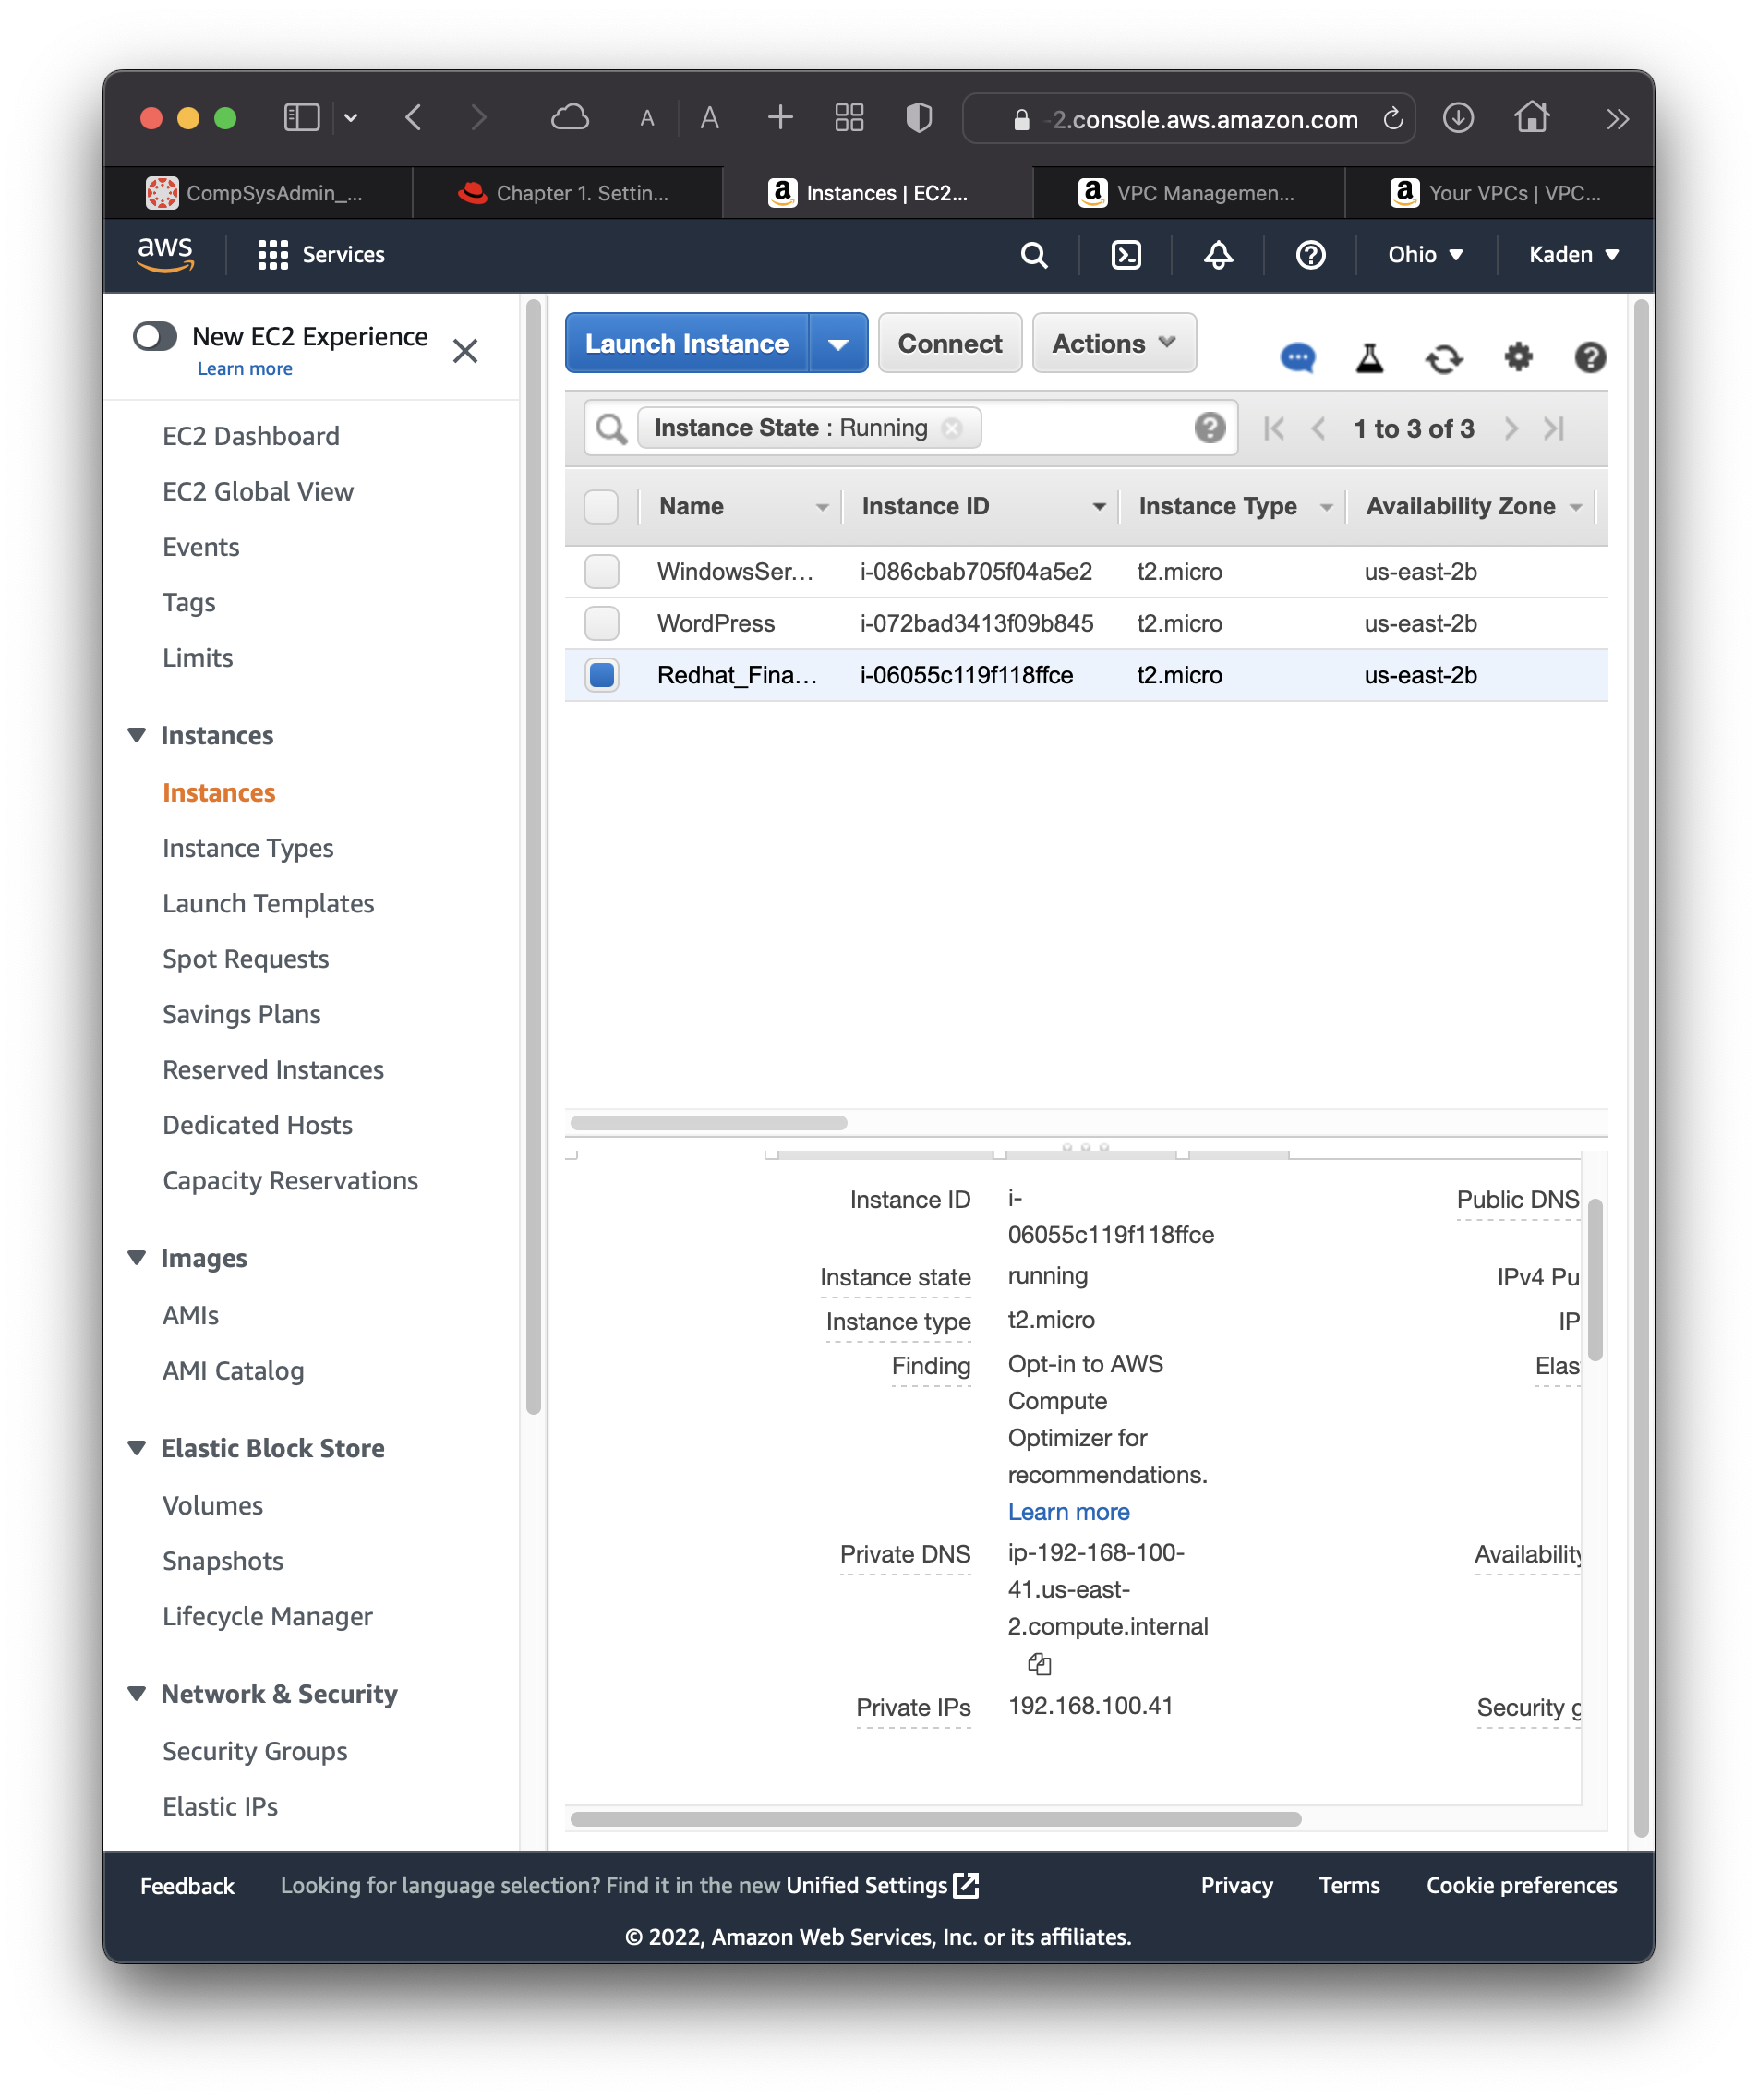 A A -2.console.aws.amazon.com
CompSysAdmin_... Chapter 1. Settin... Instances | EC2... VPC Managemen... Your VPCs | VPC...
aws Services Ohio Kaden
New EC2 Experience
Learn more
EC2 Dashboard
EC2 Global View
Events
Tags
Limits
Instances
Instances
Instance Types
Launch Templates
Spot Requests
Savings Plans
Reserved Instances
Dedicated Hosts
Capacity Reservations
Images
AMIs
AMI Catalog
Elastic Block Store
Volumes
Snapshots
Lifecycle Manager
Network & Security
Security Groups
Elastic IPs
Launch Instance Connect Actions
Instance State : Running 1 to 3 of 3
Name Instance ID Instance Type Availability Zone
WindowsSer... i-086cbab705f04a5e2 t2.micro us-east-2b
WordPress i-072bad3413f09b845 t2.micro us-east-2b
Redhat_Fina... i-06055c119f118ffce t2.micro us-east-2b
Instance ID i- Public DNS
06055c119f118ffce
Instance state running IPv4 Pu
Instance type t2.micro IP
Finding Opt-in to AWS Elas
Compute
Optimizer for
recommendations.
Learn more
Private DNS ip-192-168-100- Availability
41.us-east-
2.compute.internal
Private IPs 192.168.100.41 Security g
Feedback Looking for language selection? Find it in the new Unified Settings Privacy Terms Cookie preferences
© 2022, Amazon Web Services, Inc. or its affiliates.